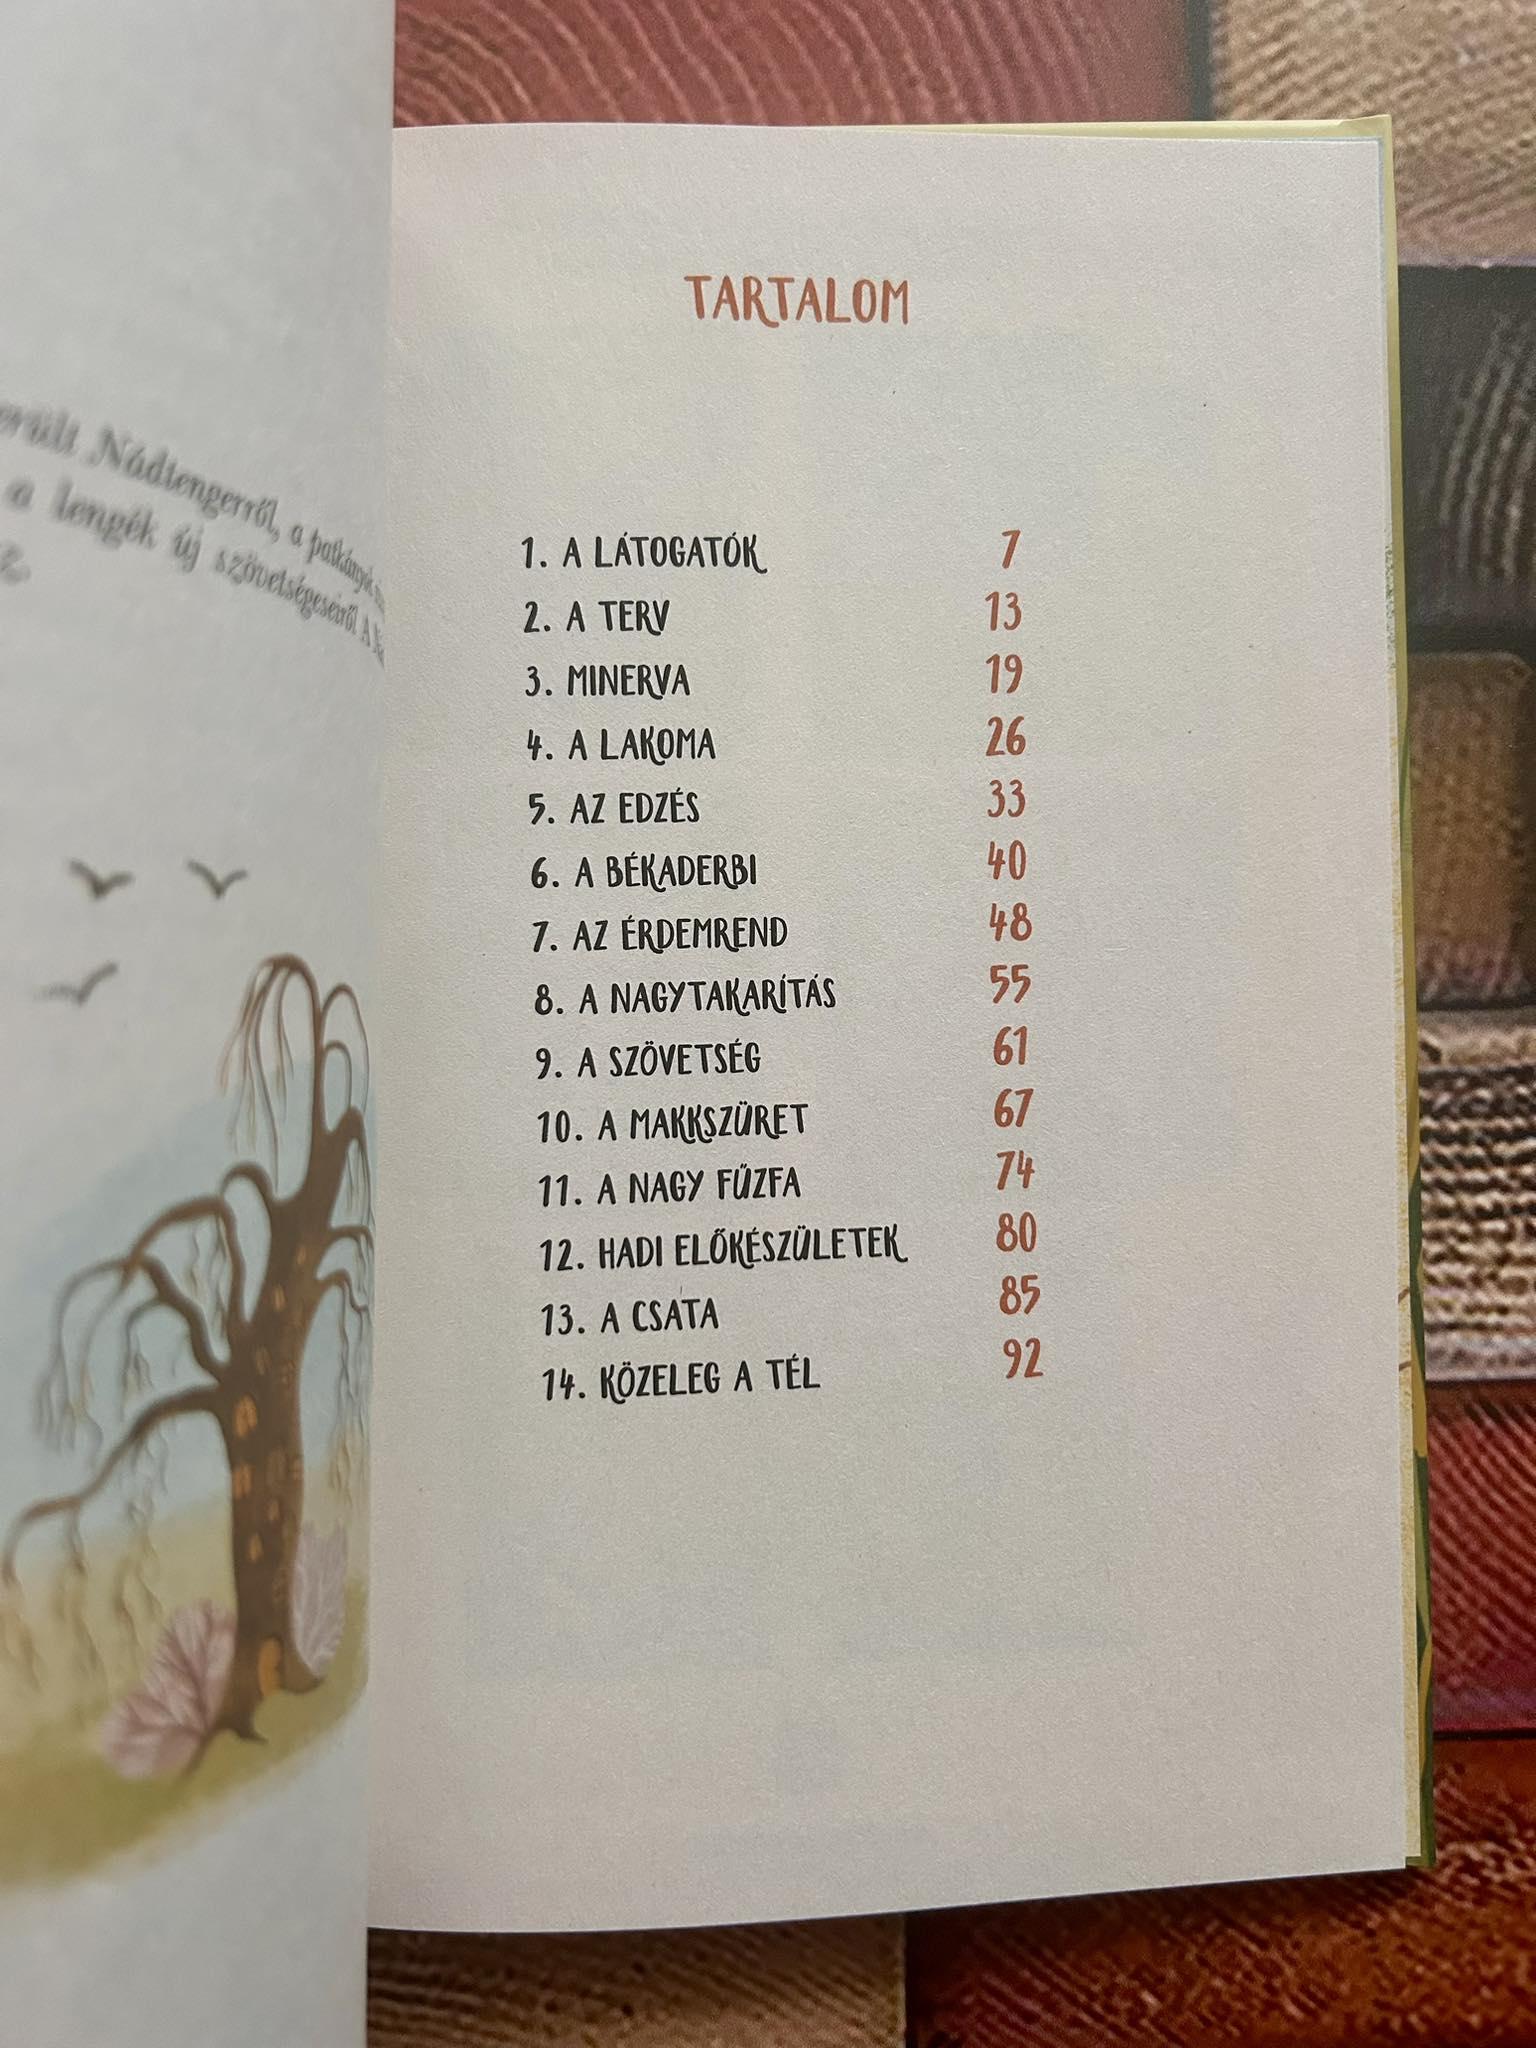 erült Nádtengerről, a patkányok
a lengék új szövetségeseiről A
TARTALOM
1. A LÁTOGATÓK 7
2. A TERV 13
3. MINERVA 19
4. A LAKOMA 26
5. AZ EDZÉS 33
6. A BÉKADERBI 40
7. AZ ÉRDEMREND 48
8. A NAGYTAKARÍTÁS 55
9. A SZÖVETSÉG 61
10. A MAKKSZÜRET 67
11. A NAGY FŰZFA 74
12. HADI ELŐKÉSZÜLETEK 80
13. A CSATA 85
14. KÖZELEG A TÉL 92